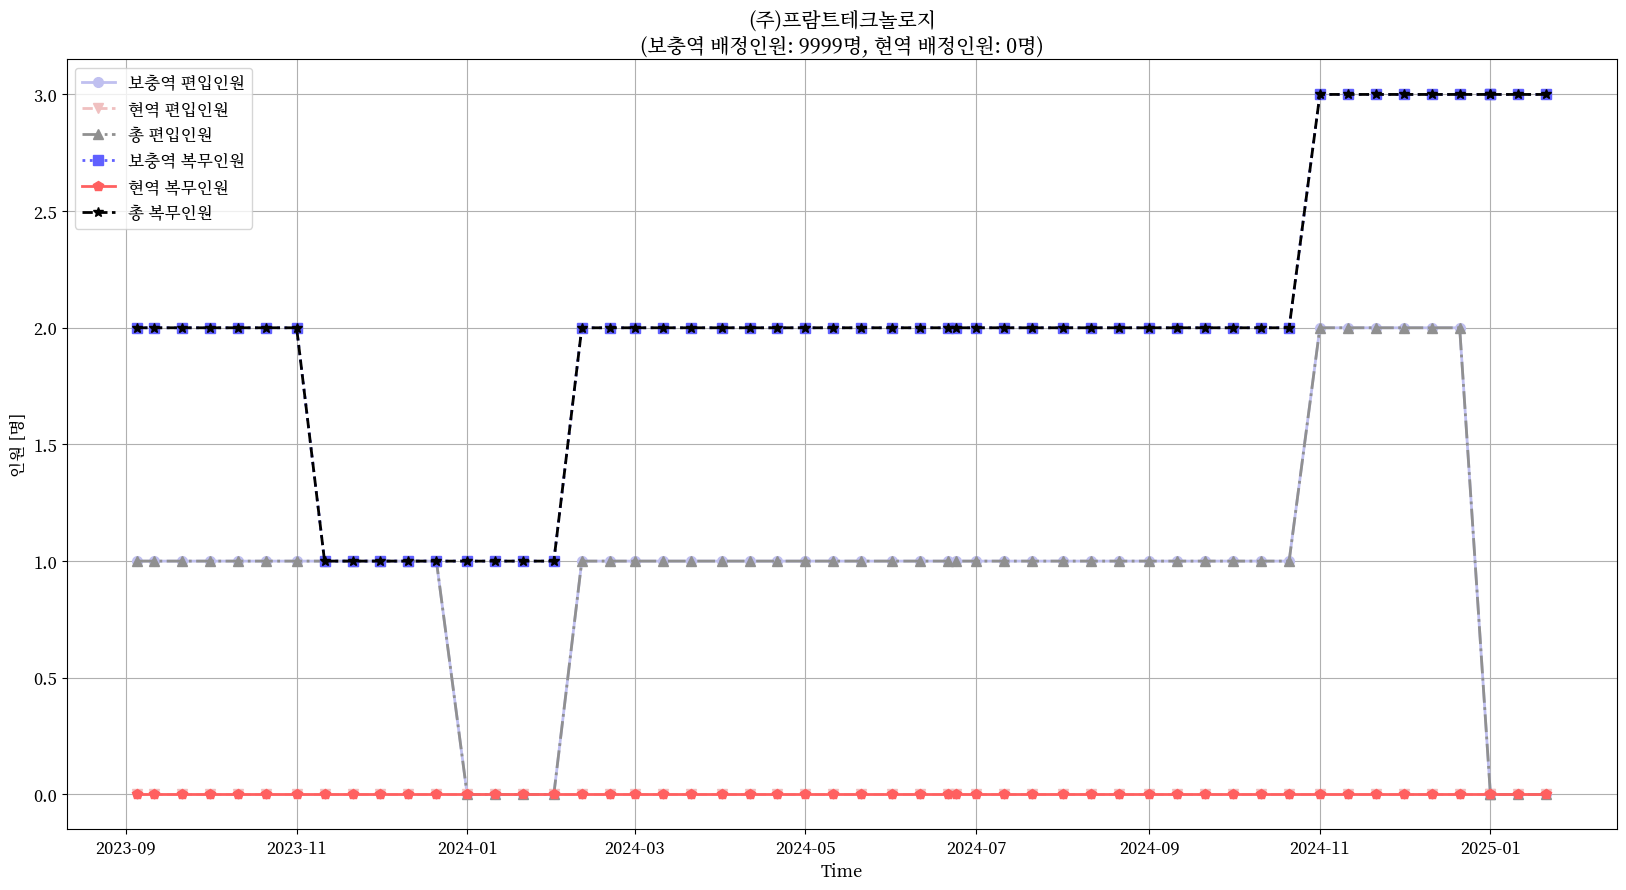 (주)프람트테크놀로지
(보충역 배정인원: 9999명, 현역 배정인원: 0명)
보충역 편입인원
현역 편입인원
총 편입인원
보충역 복무인원
현역 복무인원
총 복무인원
인원 [명]
3.0
2.5
2.0
1.5
1.0
0.5
0.0
2023-09
2023-11
2024-01
2024-03
2024-05
2024-07
2024-09
2024-11
2025-01
Time